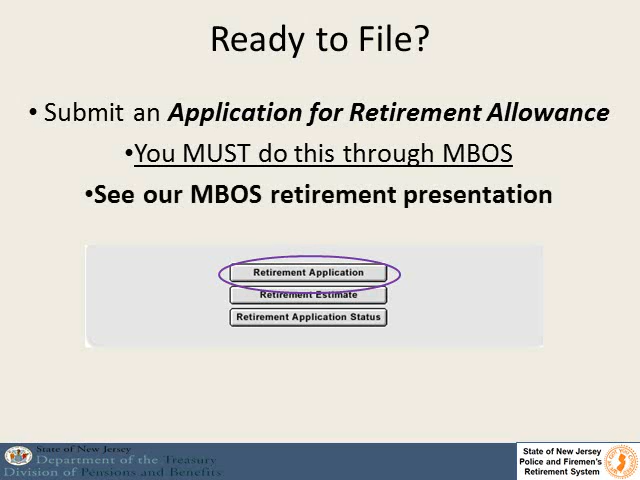 Ready to File?
• Submit an Application for Retirement Allowance
•You MUST do this through MBOS
•See our MBOS retirement presentation
Retirement Application
Retirement Estimate
Retirement Application Status
State of New Jersey
Department of the Treasury
Division of Pensions and Benefits
State of New Jersey
Police and Firemen's
Retirement System